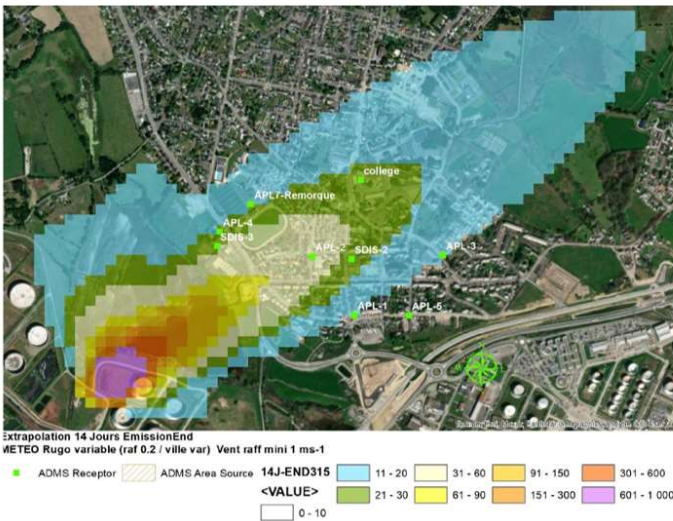 college
APL7-Remorque
APL-4
SDIS-3
APL-2
SDIS-2
APL-3
APL-1
APL-5
Extrapolation 14 Jours EmissionEnd
METEO Rugo variable (raf 0.2 / ville var) Vent raff mini 1 ms-1
ADMS Receptor
ADMS Area Source
14J-END315
<VALUE>
0 - 10
11 - 20
21 - 30
31 - 60
61 - 90
91 - 150
151 - 300
301 - 600
601 - 1 000